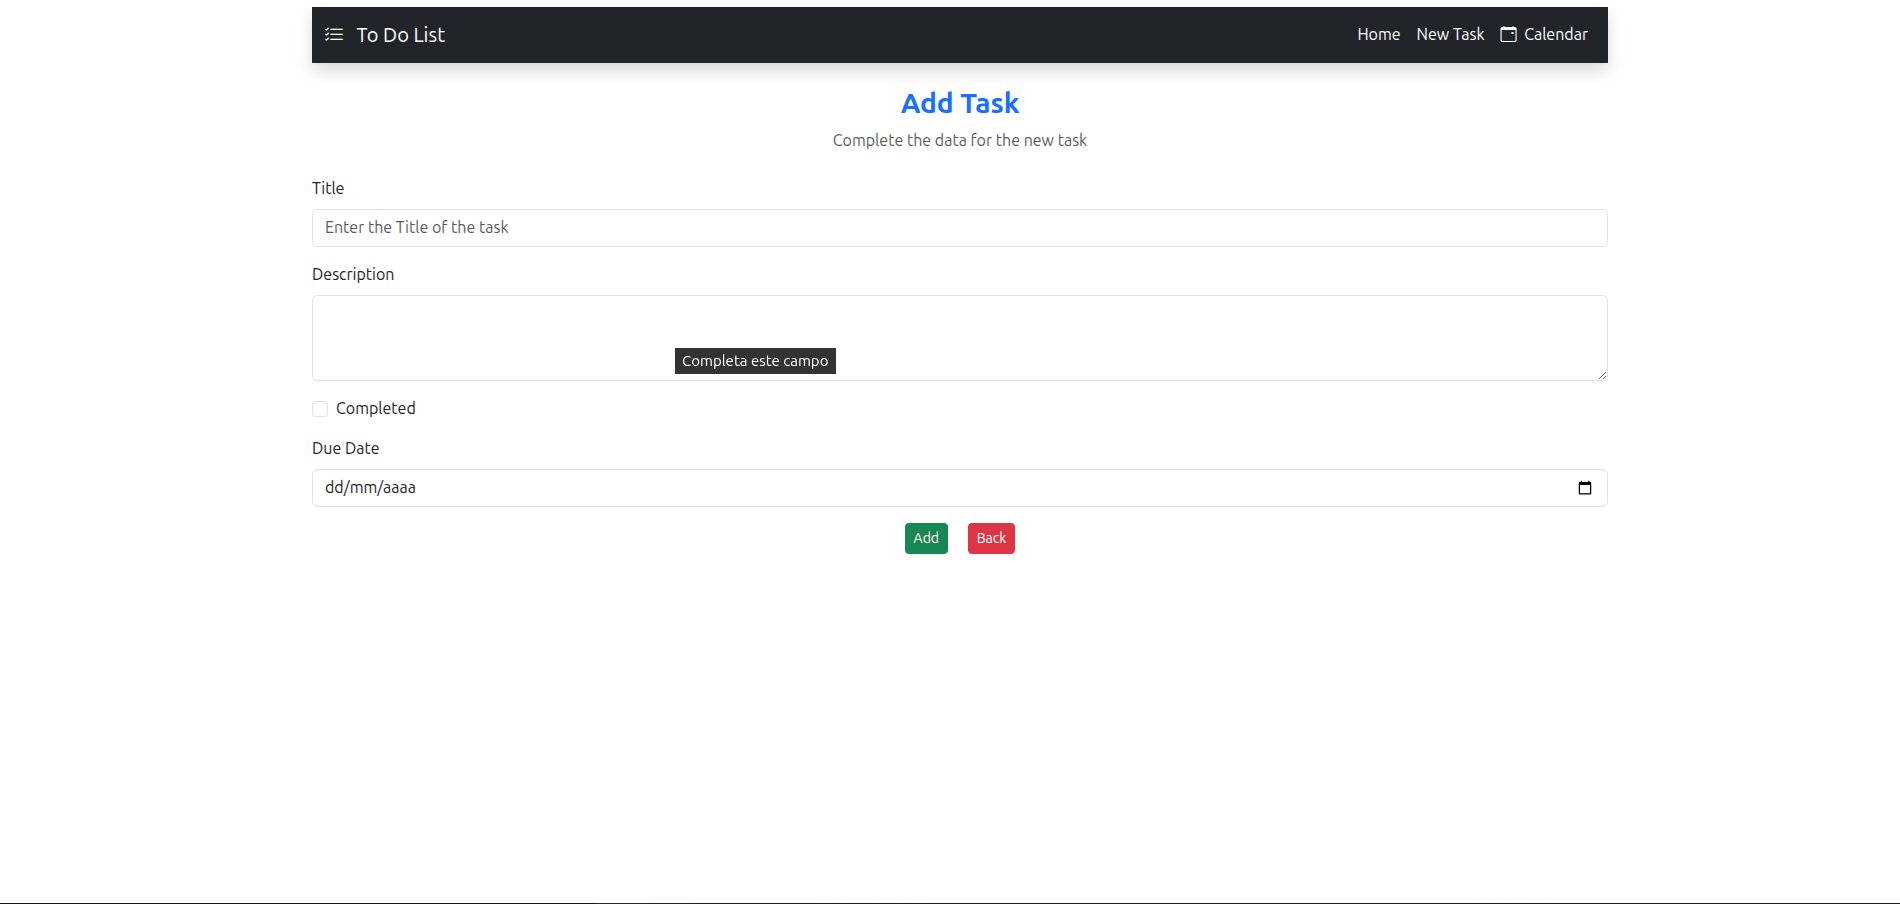 To Do List Home New Task Calendar
Add Task
Complete the data for the new task
Title
Enter the Title of the task
Description
Completa este campo
Completed
Due Date
dd/mm/aaaa
Add Back